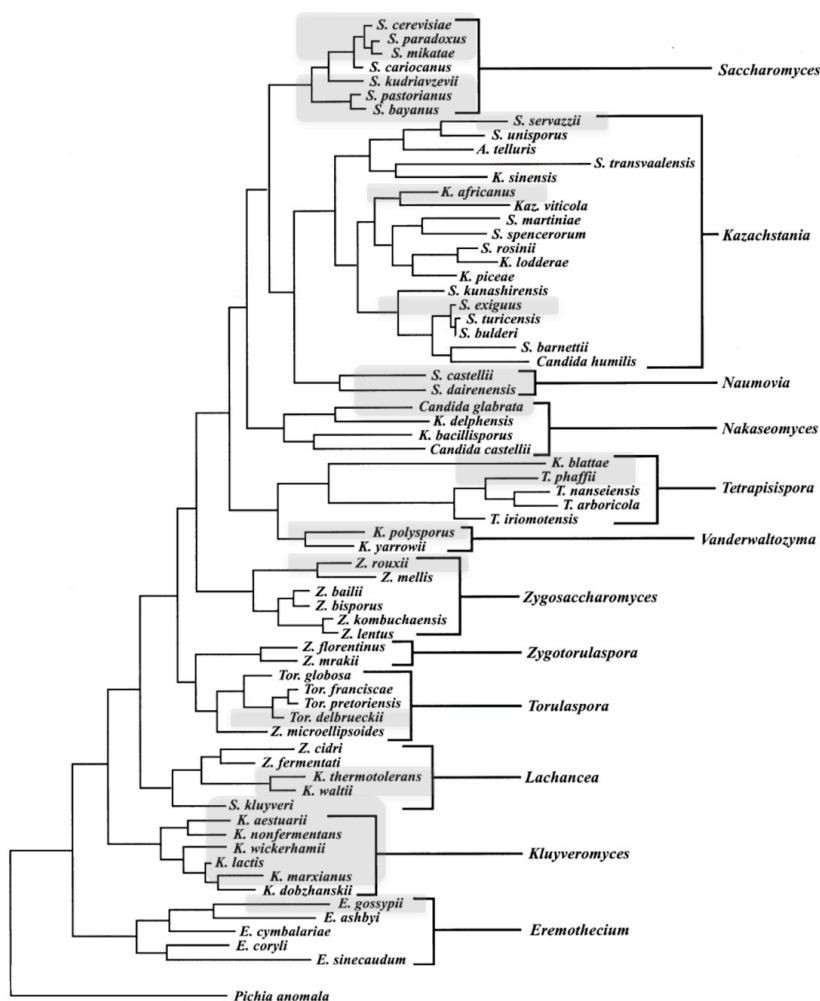 S. cerevisiae
S. paradoxus
S. mikatae
S. cariocanus
S. kudriavzevii
S. pastorianus
S. bayanus
Saccharomyces
S. servazzii
S. unisporus
A. telluris
S. transvaalensis
K. sinensis
K. africanus
Kaz. viticola
S. martiniae
S. spencerorum
S. rosinii
K. lodderae
K. piceae
S. kunashirensis
S. exiguus
S. turicensis
S. bulderi
S. barnettii
Candida humilis
Kazachstania
S. castellii
S. dairenensis
Naumovia
Candida glabrata
K. delphensis
K. bacillisporus
Candida castellii
Nakaseomyces
K. blattae
T. phaffii
T. nanseiensis
T. arboricola
T. iriomotensis
Tetrapisispora
K. polysporus
K. yarrowii
Vanderwaltozyma
Z. rouxii
Z. mellis
Z. bailii
Z. bisporus
Z. kombuchaensis
Z. lentus
Zygosaccharomyces
Z. florentinus
Z. mrakii
Zygotorulaspora
Tor. globosa
Tor. franciscae
Tor. pretoriensis
Tor. delbrueckii
Z. microellipsoides
Torulaspora
Z. cidri
Z. fermentati
K. thermotolerans
K. waltii
S. kluyveri
Lachancea
K. aestuarii
K. nonfermentans
K. wickerhamii
K. lactis
K. marxianus
K. dobzhanskii
Kluyveromyces
E. gossypii
E. ashbyi
E. cymbalariae
E. coryli
E. sinecaudum
Eremothecium
Pichia anomala